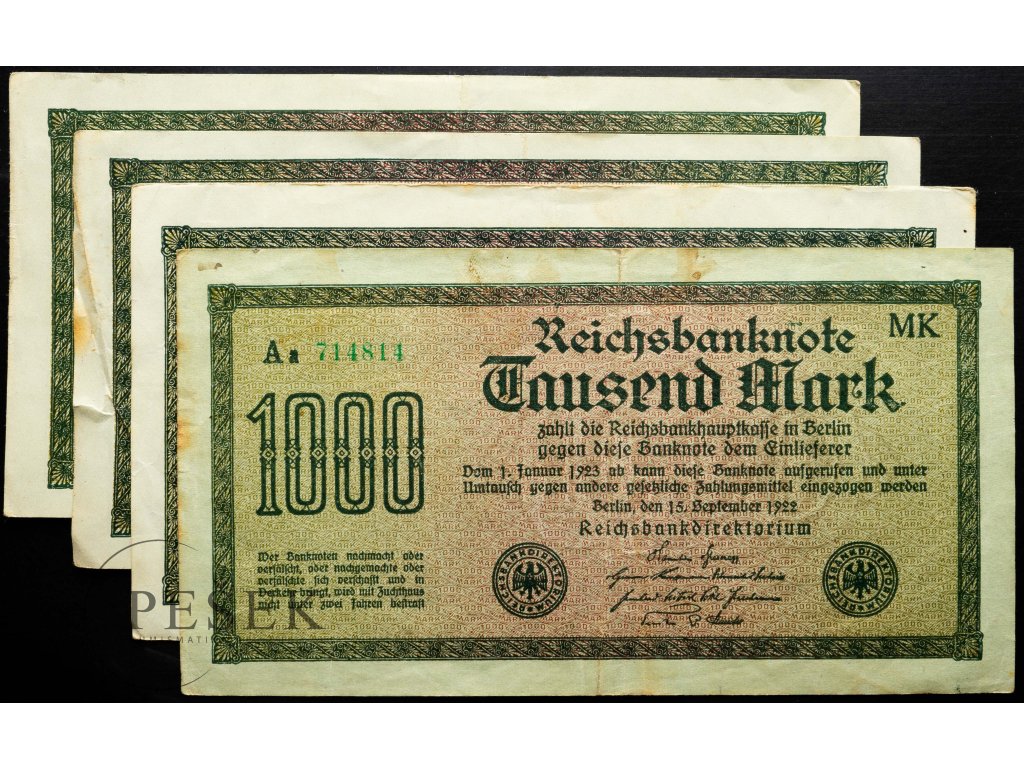 MK
Aa 714814
1000
Reichsbanknote
Tausend Mark
zahlt die Reichsbankhauptkasse in Berlin
gegen diese Banknote dem Einlieferer
Vom 1. Januar 1923 ab kann diese Banknote aufgerufen und unter
Umtausch gegen andere gesetzliche Zahlungsmittel eingezogen werden
Berlin, den 15. September 1922
Reichsbankdirektorium
Wer Banknoten nachmacht oder
verfälscht, oder nachgemachte oder
verfälschte sich verschafft und in
Verkehr bringt, wird mit Zuchthaus
nicht unter zwei Jahren bestraft
REICHSBANKDIREKTORIUM
REICHSBANKDIREKTORIUM
PESEK